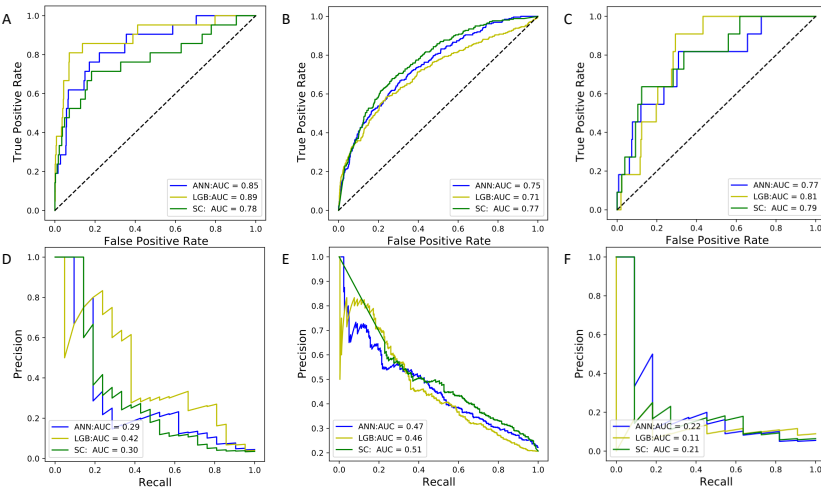 A
True Positive Rate
1.0
0.8
0.6
0.4
0.2
0.0
ANN:AUC = 0.85
LGB:AUC = 0.89
SC: AUC = 0.78
0.0 0.2 0.4 0.6 0.8 1.0
False Positive Rate
B
True Positive Rate
1.0
0.8
0.6
0.4
0.2
0.0
ANN:AUC = 0.75
LGB:AUC = 0.71
SC: AUC = 0.77
0.0 0.2 0.4 0.6 0.8 1.0
False Positive Rate
C
True Positive Rate
1.0
0.8
0.6
0.4
0.2
0.0
ANN:AUC = 0.77
LGB:AUC = 0.81
SC: AUC = 0.79
0.0 0.2 0.4 0.6 0.8 1.0
False Positive Rate
D
Precision
1.0
0.8
0.6
0.4
0.2
0.0
ANN:AUC = 0.29
LGB:AUC = 0.42
SC: AUC = 0.30
0.0 0.2 0.4 0.6 0.8 1.0
Recall
E
Precision
1.0
0.9
0.8
0.7
0.6
0.5
0.4
0.3
0.2
ANN:AUC = 0.47
LGB:AUC = 0.46
SC: AUC = 0.51
0.0 0.2 0.4 0.6 0.8 1.0
Recall
F
Precision
1.0
0.8
0.6
0.4
0.2
0.0
ANN:AUC = 0.22
LGB:AUC = 0.11
SC: AUC = 0.21
0.0 0.2 0.4 0.6 0.8 1.0
Recall